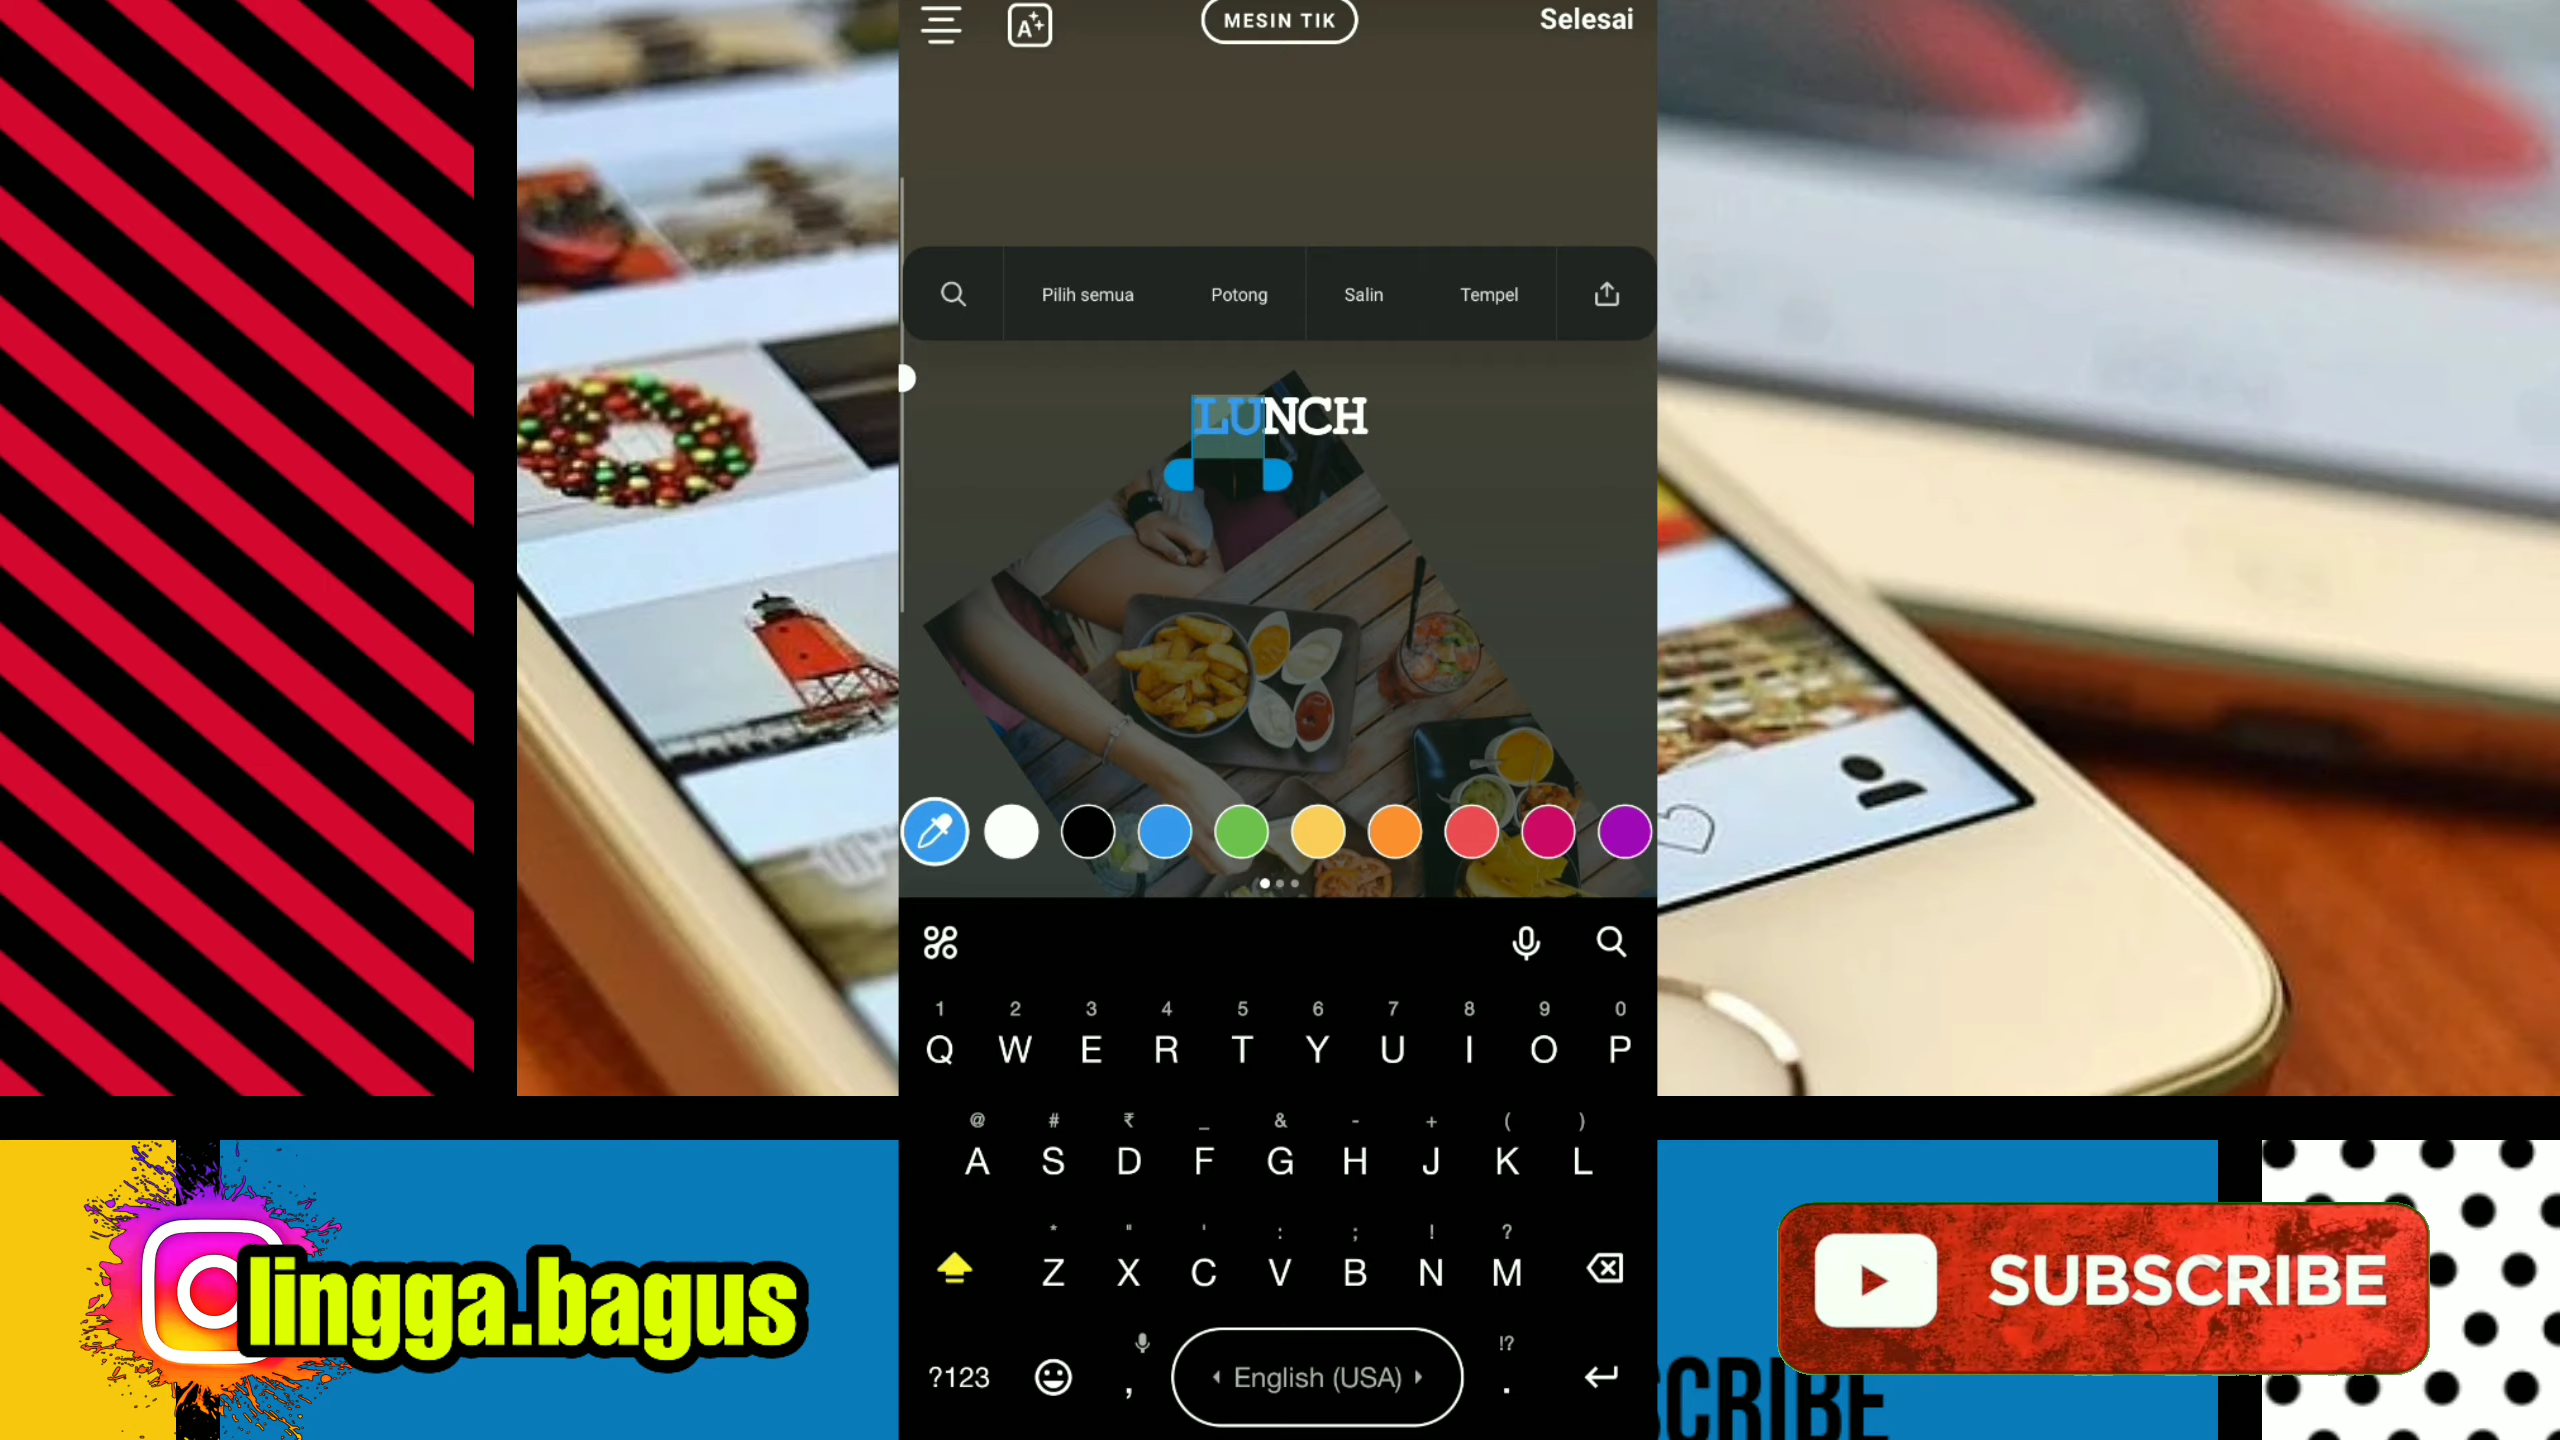 MESIN TIK
Selesai
Pilih semua
Potong
Salin
Tempel
LUNCH
1 2 3 4 5 6 7 8 9 0
Q W E R T Y U I O P
@ # ₹ _ & - + ( )
A S D F G H J K L
* " ' : ; ! ?
Z X C V B N M
!?
?123 , English (USA) .
lingga.bagus
SUBSCRIBE
SCRIBE